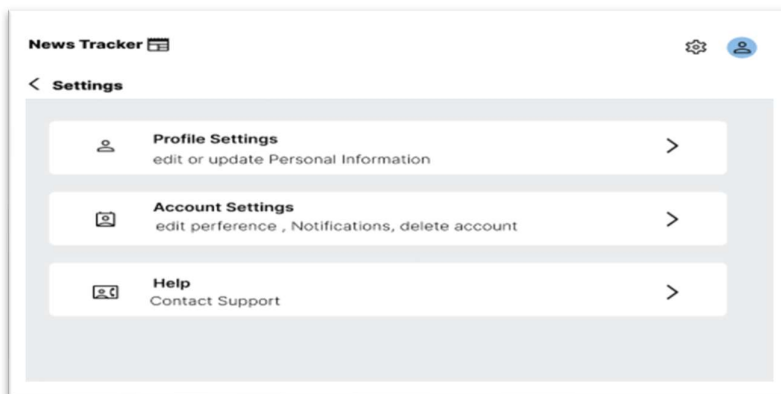 News Tracker
Settings
Profile Settings
edit or update Personal Information
Account Settings
edit perference , Notifications, delete account
Help
Contact Support